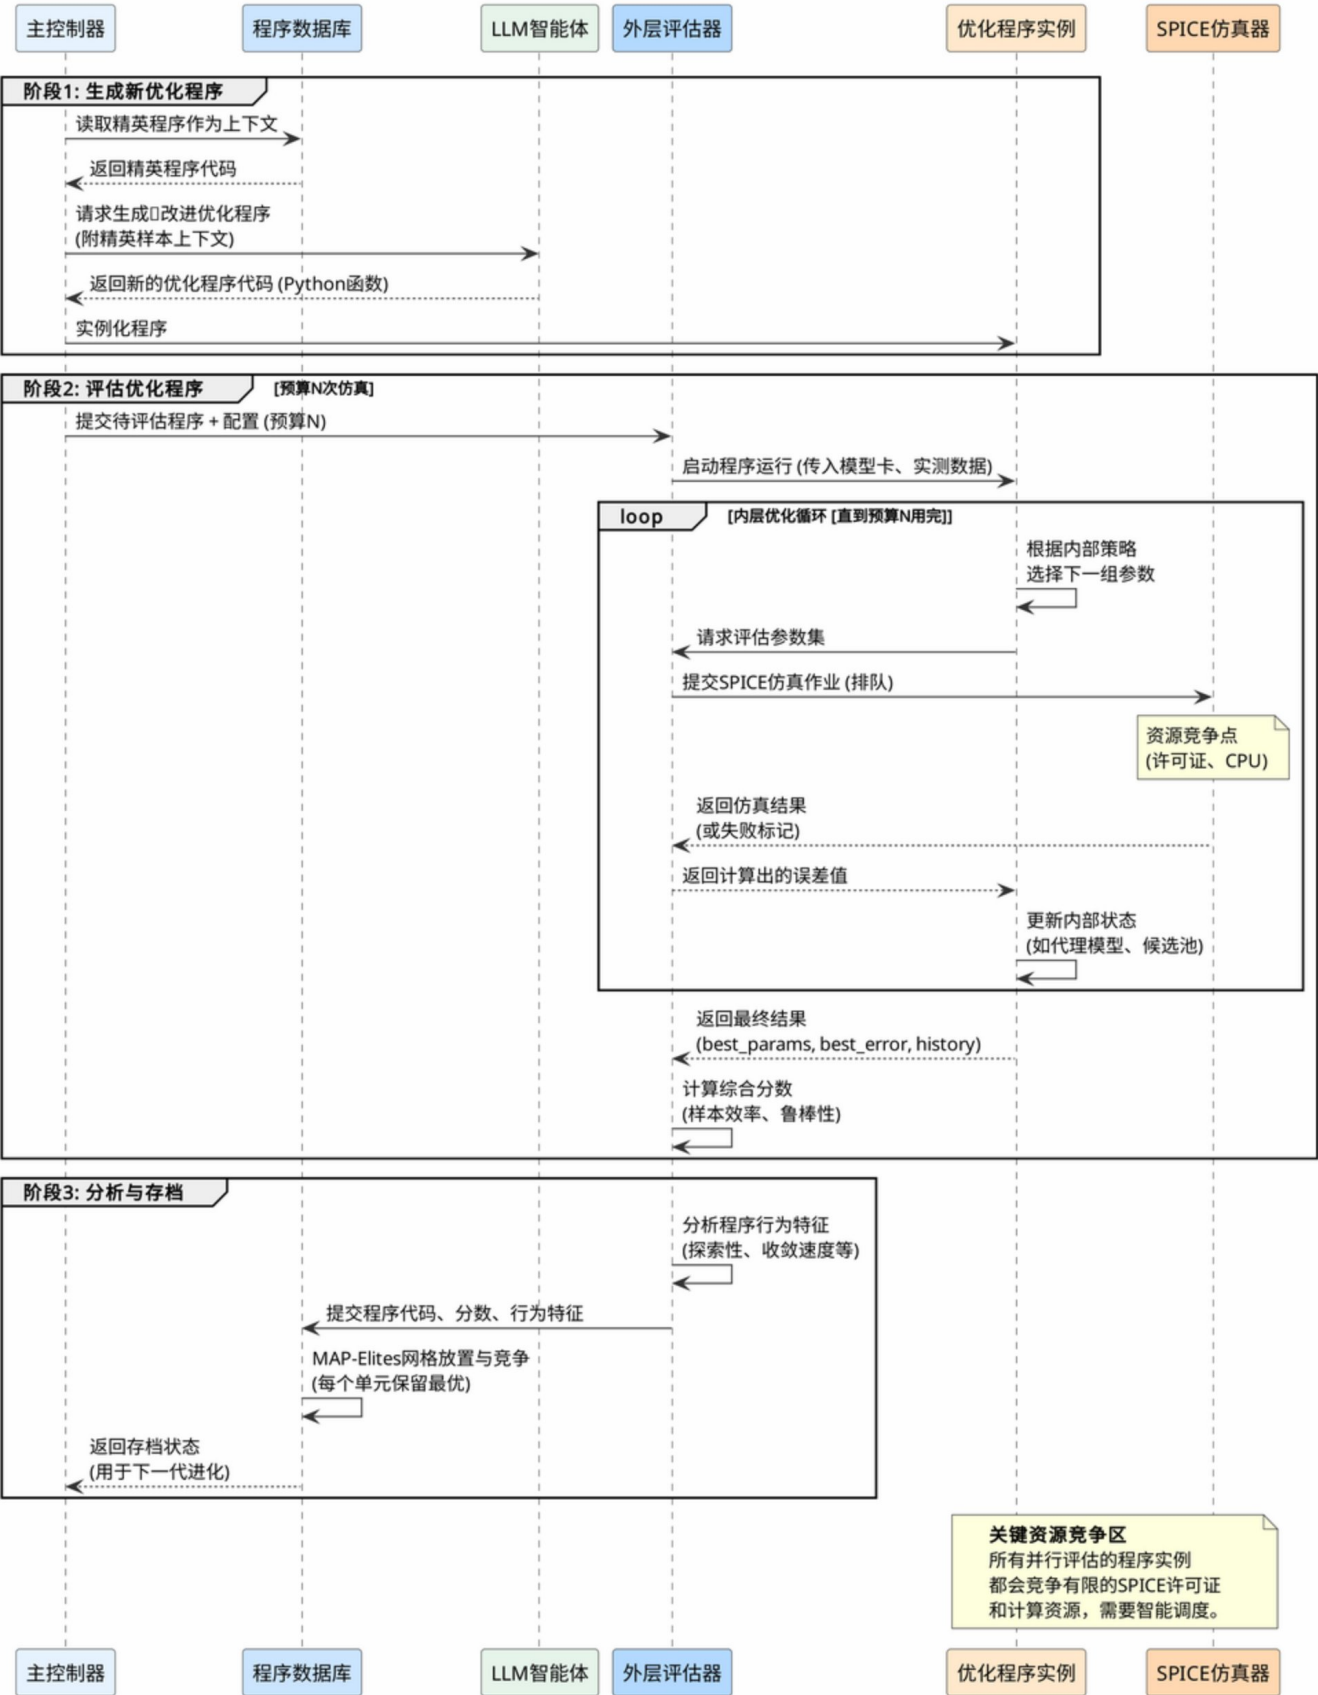 主控制器
程序数据库
LLM智能体
外层评估器
优化程序实例
SPICE仿真器
阶段1: 生成新优化程序
读取精英程序作为上下文
返回精英程序代码
请求生成▯改进优化程序
(附精英样本上下文)
返回新的优化程序代码 (Python函数)
实例化程序
阶段2: 评估优化程序
[预算N次仿真]
提交待评估程序 + 配置 (预算N)
启动程序运行 (传入模型卡、实测数据)
loop
[内层优化循环 [直到预算N用完]]
根据内部策略
选择下一组参数
请求评估参数集
提交SPICE仿真作业 (排队)
资源竞争点
(许可证、CPU)
返回仿真结果
(或失败标记)
返回计算出的误差值
更新内部状态
(如代理模型、候选池)
返回最终结果
(best_params, best_error, history)
计算综合分数
(样本效率、鲁棒性)
阶段3: 分析与存档
分析程序行为特征
(探索性、收敛速度等)
提交程序代码、分数、行为特征
MAP-Elites网格放置与竞争
(每个单元保留最优)
返回存档状态
(用于下一代进化)
关键资源竞争区
所有并行评估的程序实例
都会竞争有限的SPICE许可证
和计算资源，需要智能调度。
主控制器
程序数据库
LLM智能体
外层评估器
优化程序实例
SPICE仿真器